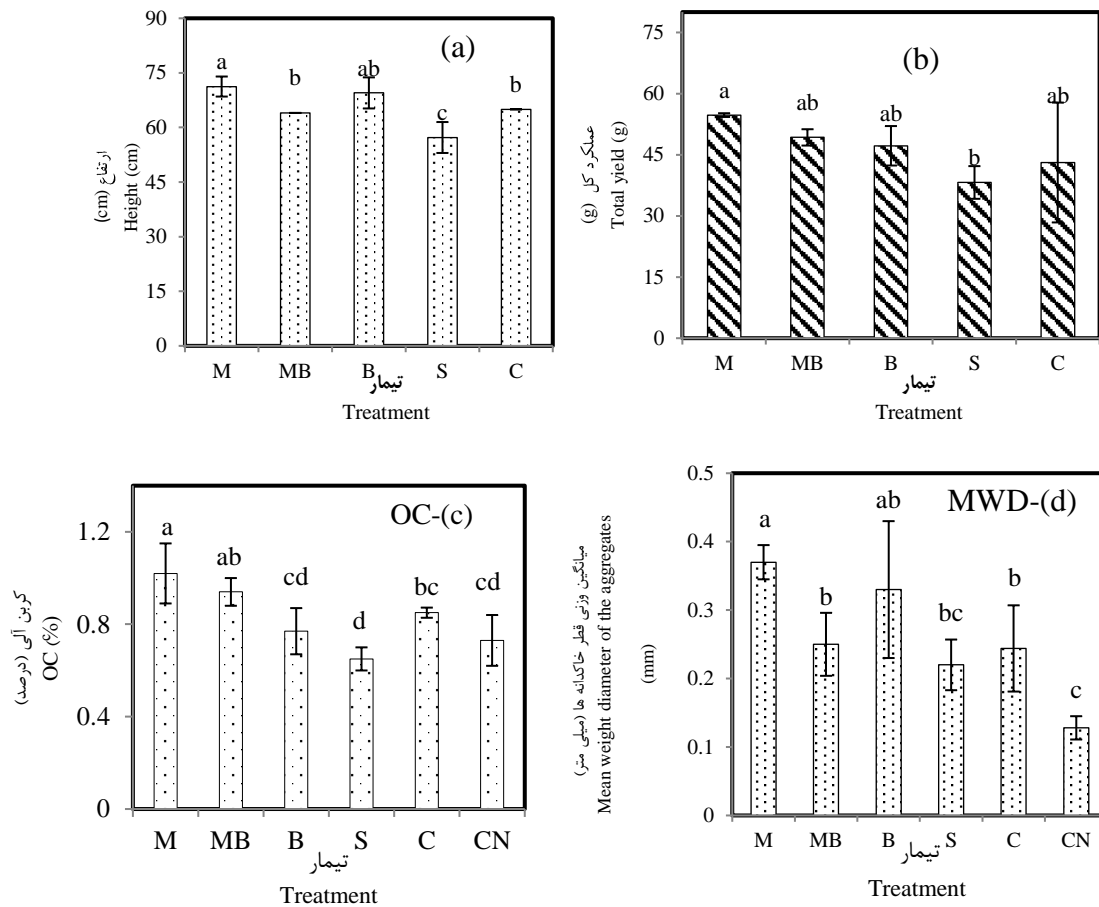 (a)
90
75
60
45
30
15
0
a
b
ab
c
b
ارتفاع (cm)
Height (cm)
M MB B S C
تیمار
Treatment
(b)
75
60
45
30
15
0
a
ab
ab
b
ab
عملکرد کل (g)
Total yield (g)
M MB B S C
تیمار
Treatment
OC-(c)
1.2
0.8
0.4
0
a
ab
cd
d
bc
cd
کربن آلی (درصد)
OC (%)
M MB B S C CN
تیمار
Treatment
MWD-(d)
0.5
0.4
0.3
0.2
0.1
0
a
b
ab
bc
b
c
میانگین وزنی قطر خاکدانه ها (میلی متر)
Mean weight diameter of the aggregates
(mm)
M MB B S C CN
تیمار
Treatment